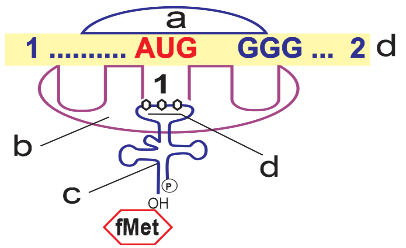 a
1 .......... AUG GGG ... 2 d
1
b
d
c
P
OH
fMet